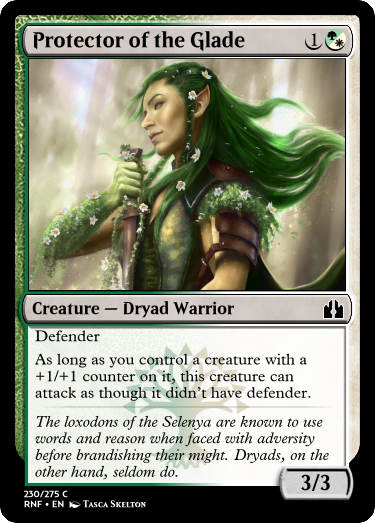 Protector of the Glade 1
Creature — Dryad Warrior
Defender
As long as you control a creature with a
+1/+1 counter on it, this creature can
attack as though it didn't have defender.
The loxodons of the Selenya are known to use
words and reason when faced with adversity
before brandishing their might. Dryads, on the
other hand, seldom do.
3/3
230/275 C
RNF • EN Tasca Skelton